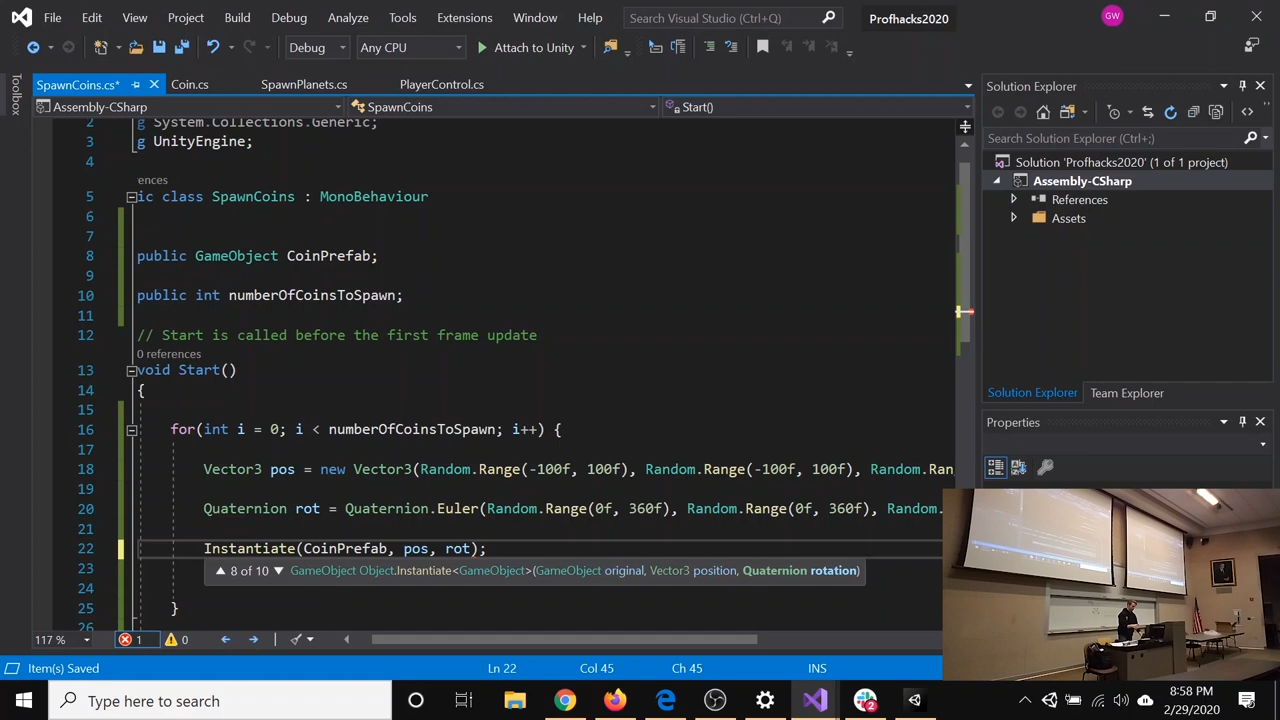 File Edit View Project Build Debug Analyze Tools Extensions Window Help Search Visual Studio (Ctrl+Q) Profhacks2020 GW
Debug Any CPU Attach to Unity
Toolbox
SpawnCoins.cs* Coin.cs SpawnPlanets.cs PlayerControl.cs
Assembly-CSharp SpawnCoins Start()
2 g System.Collections.Generic;
3 g UnityEngine;
4
ences
5 ic class SpawnCoins : MonoBehaviour
6
7
8 public GameObject CoinPrefab;
9
10 public int numberOfCoinsToSpawn;
11
12 // Start is called before the first frame update
0 references
13 void Start()
14 {
15
16 for(int i = 0; i < numberOfCoinsToSpawn; i++) {
17
18 Vector3 pos = new Vector3(Random.Range(-100f, 100f), Random.Range(-100f, 100f), Random.Ran
19
20 Quaternion rot = Quaternion.Euler(Random.Range(0f, 360f), Random.Range(0f, 360f), Random.
21
22 Instantiate(CoinPrefab, pos, rot);
23 8 of 10 GameObject Object.Instantiate<GameObject>(GameObject original, Vector3 position, Quaternion rotation)
24
25 }
26
117 % 1 0
Item(s) Saved Ln 22 Col 45 Ch 45 INS
Solution Explorer
Search Solution Explorer (Ctrl+;)
Solution 'Profhacks2020' (1 of 1 project)
Assembly-CSharp
References
Assets
Solution Explorer Team Explorer
Properties
Type here to search
2
8:58 PM
2/29/2020